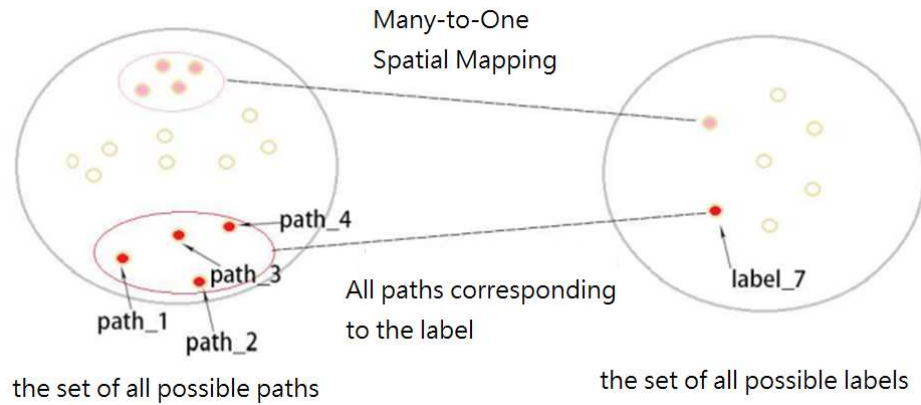 Many-to-One
Spatial Mapping
path_4
path_3
path_1
path_2
label_7
All paths corresponding
to the label
the set of all possible paths
the set of all possible labels